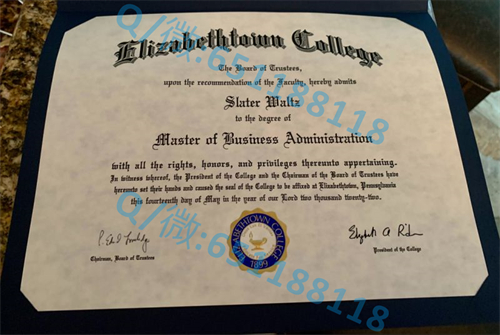 Elizabethtown College
The Board of Trustees,
upon the recommendation of the Faculty, hereby admits
Slater Waltz
to the degree of
Master of Business Administration
with all the rights, honors, and privileges thereunto appertaining.
In witness whereof, the President of the College and the Chairman of the Board of Trustees have
hereunto set their hands and caused the seal of the College to be affixed at Elizabethtown, Pennsylvania
this fourteenth day of May in the year of our Lord two thousand twenty-two.
Chairman, Board of Trustees
President of the College
ELIZABETHTOWN COLLEGE
1899
Q/微:651188118
Q/微:651188118